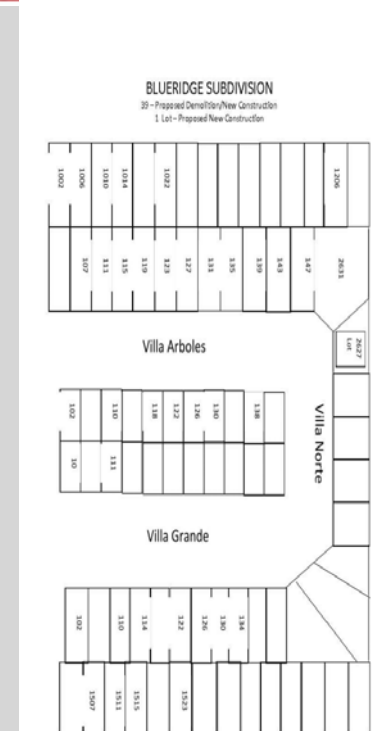 BLUERIDGE SUBDIVISION
39 – Proposed Demolition/New Construction
1 Lot – Proposed New Construction
1002 1006 1010 1014 1022 1206
107 111 115 119 123 127 131 135 139 143 147 2631
2627
Lot
Villa Arboles
102 110 118 122 126 130 138
Villa Norte
10 111
Villa Grande
102 110 114 122 126 130 134
1507 1511 1515 1523